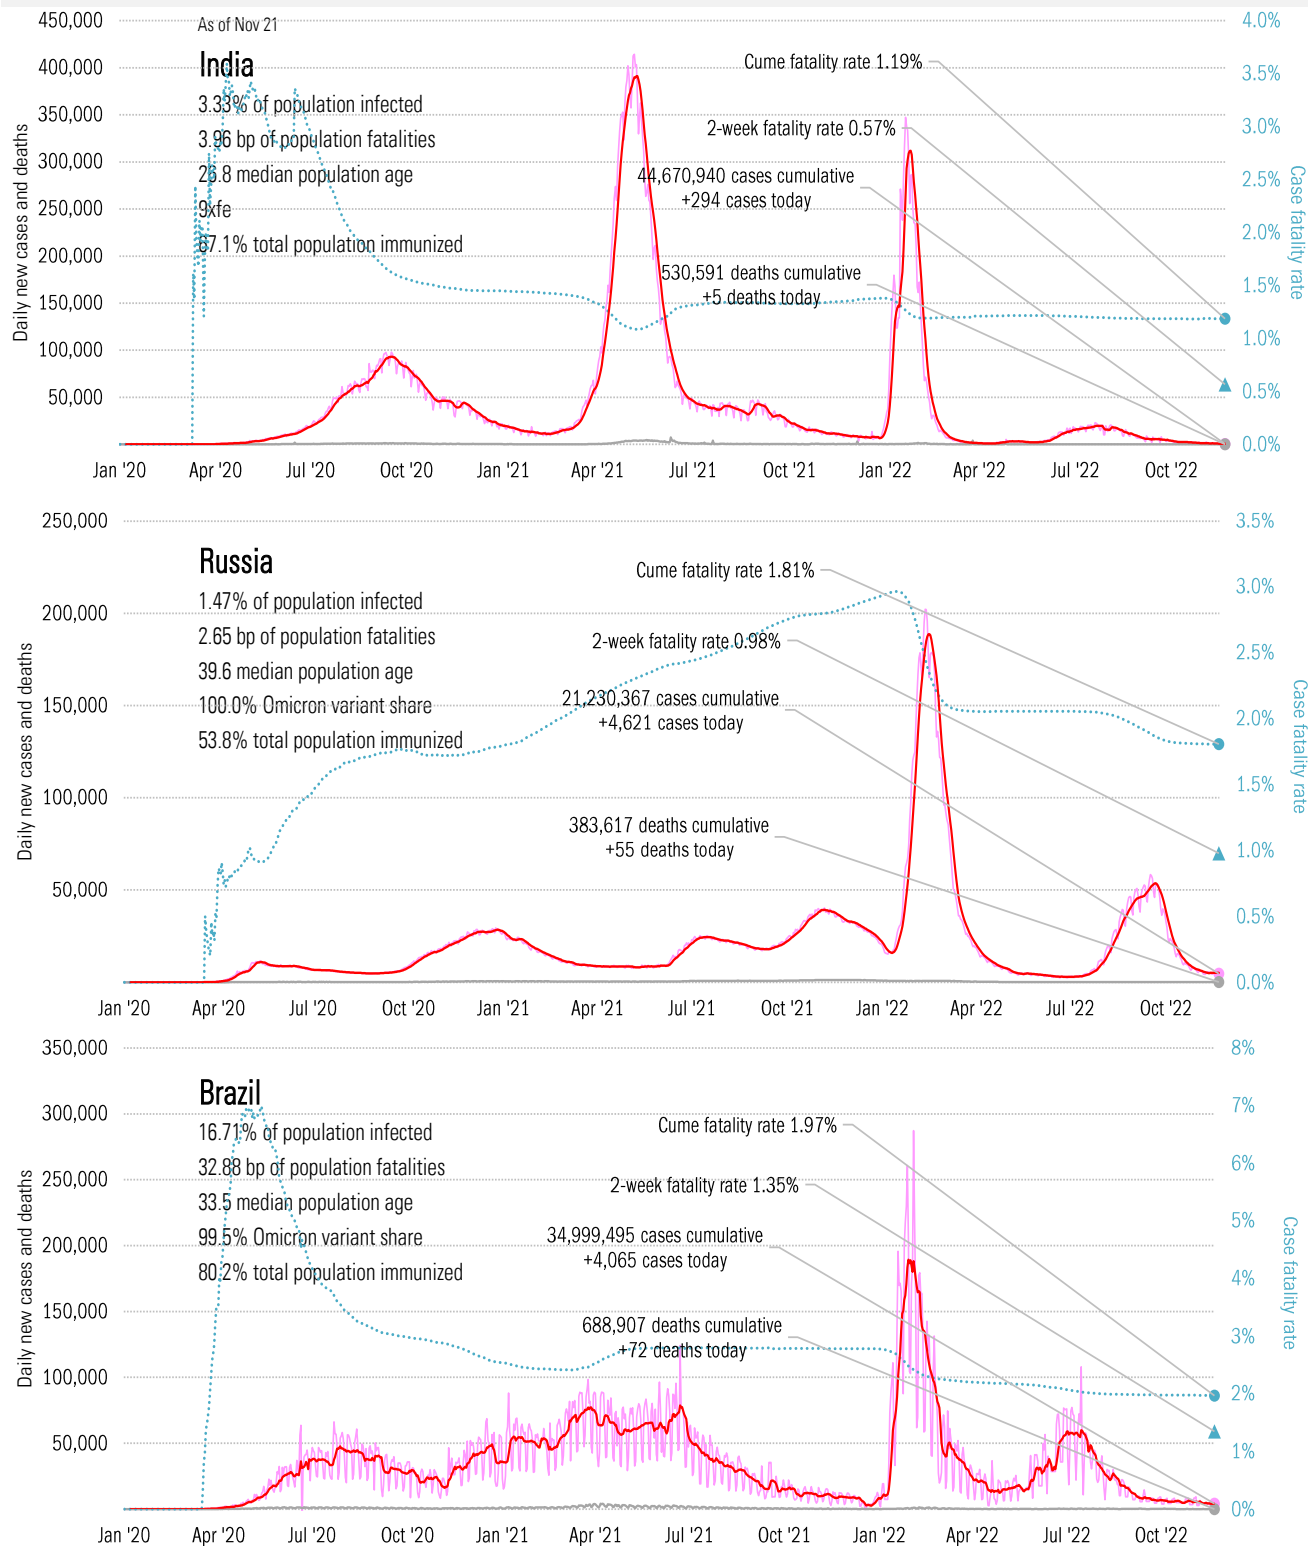 450,000
400,000
350,000
300,000
250,000
200,000
150,000
100,000
50,000
Daily new cases and deaths
As of Nov 21
India
3.33% of population infected
3.96 bp of population fatalities
median population age
9xfe
67.1% total population immunized
Cume fatality rate 1.19%
2-week fatality rate 0.57%
44,670,940 cases cumulative
+294 cases today
530,591 deaths cumulative
+5 deaths today
4.0%
3.5%
3.0%
2.5%
2.0%
1.5%
1.0%
0.5%
0.0%
Case fatality rate
Jan '20 Apr '20 Jul '20 Oct '20 Jan '21 Apr '21 Jul '21 Oct '21 Jan '22 Apr '22 Jul '22 Oct '22
250,000
200,000
150,000
100,000
50,000
Daily new cases and deaths
Russia
1.47% of population infected
2.65 bp of population fatalities
39.6 median population age
100.0% Omicron variant share
53.8% total population immunized
Cume fatality rate 1.81%
2-week fatality rate 0.98%
21,230,367 cases cumulative
+4,621 cases today
383,617 deaths cumulative
+55 deaths today
3.5%
3.0%
2.5%
2.0%
1.5%
1.0%
0.5%
0.0%
Case fatality rate
Jan '20 Apr '20 Jul '20 Oct '20 Jan '21 Apr '21 Jul '21 Oct '21 Jan '22 Apr '22 Jul '22 Oct '22
350,000
300,000
250,000
200,000
150,000
100,000
50,000
Daily new cases and deaths
Brazil
16.71% of population infected
32.88 bp of population fatalities
33.5 median population age
99.5% Omicron variant share
80.2% total population immunized
Cume fatality rate 1.97%
2-week fatality rate 1.35%
34,999,495 cases cumulative
+4,065 cases today
688,907 deaths cumulative
+72 deaths today
8%
7%
6%
5%
4%
3%
2%
1%
0%
Case fatality rate
Jan '20 Apr '20 Jul '20 Oct '20 Jan '21 Apr '21 Jul '21 Oct '21 Jan '22 Apr '22 Jul '22 Oct '22